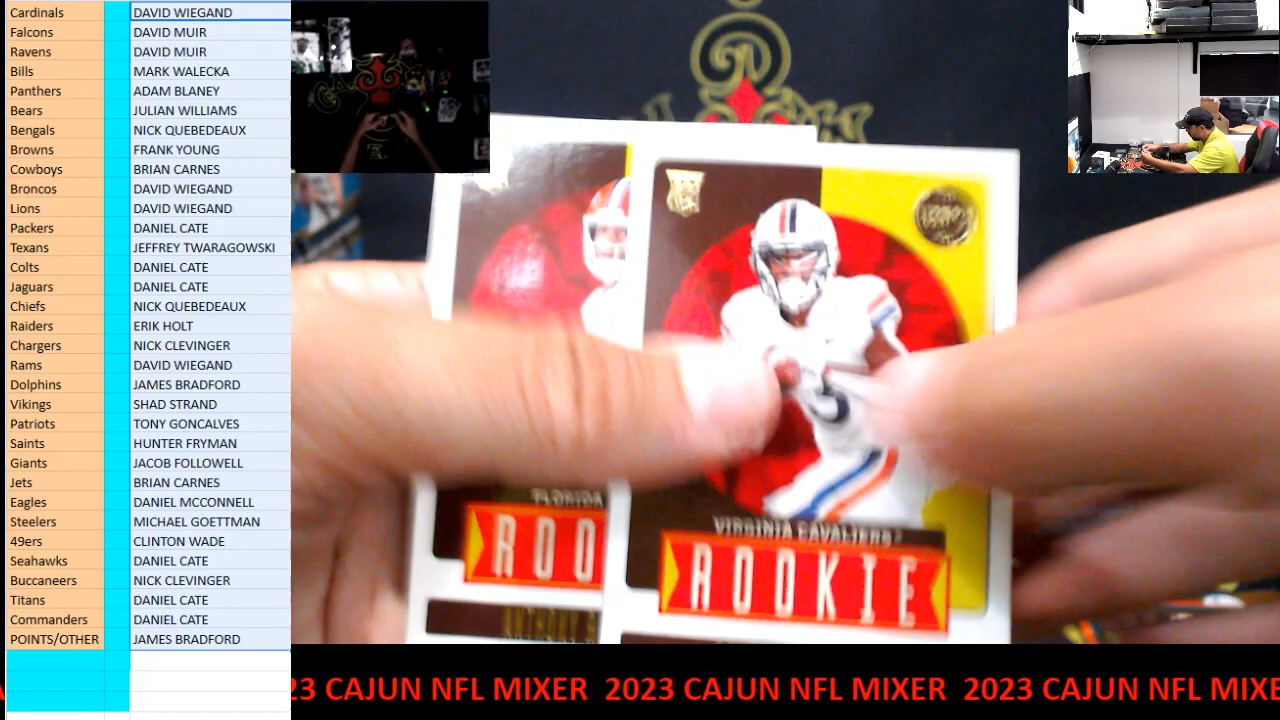 Cardinals DAVID WIEGAND
Falcons DAVID MUIR
Ravens DAVID MUIR
Bills MARK WALECKA
Panthers ADAM BLANEY
Bears JULIAN WILLIAMS
Bengals NICK QUEBEDEAUX
Browns FRANK YOUNG
Cowboys BRIAN CARNES
Broncos DAVID WIEGAND
Lions DAVID WIEGAND
Packers DANIEL CATE
Texans JEFFREY TWARAGOWSKI
Colts DANIEL CATE
Jaguars DANIEL CATE
Chiefs NICK QUEBEDEAUX
Raiders ERIK HOLT
Chargers NICK CLEVINGER
Rams DAVID WIEGAND
Dolphins JAMES BRADFORD
Vikings SHAD STRAND
Patriots TONY GONCALVES
Saints HUNTER FRYMAN
Giants JACOB FOLLOWELL
Jets BRIAN CARNES
Eagles DANIEL MCCONNELL
Steelers MICHAEL GOETTMAN
49ers CLINTON WADE
Seahawks DANIEL CATE
Buccaneers NICK CLEVINGER
Titans DANIEL CATE
Commanders DANIEL CATE
POINTS/OTHER JAMES BRADFORD
FLORIDA
ROO
ANTHONY
VIRGINIA CAVALIERS
ROOKIE
23 CAJUN NFL MIXER 2023 CAJUN NFL MIXER 2023 CAJUN NFL MIXE